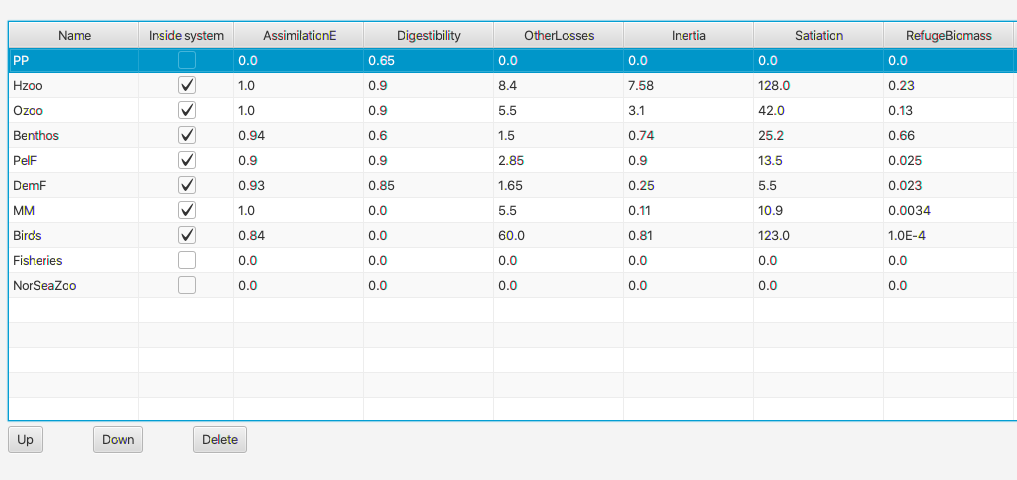 Name Inside system AssimilationE Digestibility OtherLosses Inertia Satiation RefugeBiomass
PP 0.0 0.65 0.0 0.0 0.0 0.0
Hzoo 1.0 0.9 8.4 7.58 128.0 0.23
Ozoo 1.0 0.9 5.5 3.1 42.0 0.13
Benthos 0.94 0.6 1.5 0.74 25.2 0.66
PelF 0.9 0.9 2.85 0.9 13.5 0.025
DemF 0.93 0.85 1.65 0.25 5.5 0.023
MM 1.0 0.0 5.5 0.11 10.9 0.0034
Birds 0.84 0.0 60.0 0.81 123.0 1.0E-4
Fisheries 0.0 0.0 0.0 0.0 0.0 0.0
NorSeaZoo 0.0 0.0 0.0 0.0 0.0 0.0
Up Down Delete